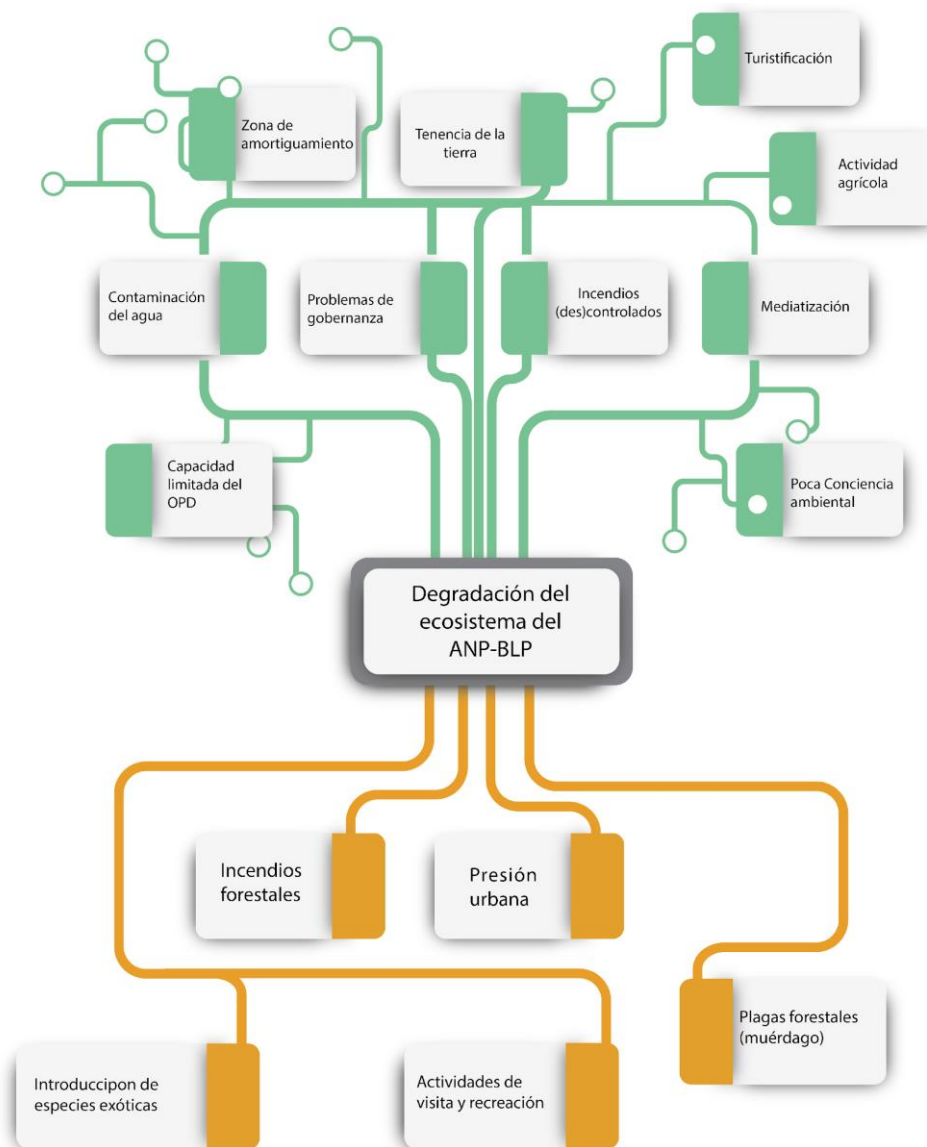 Turistificación
Zona de
amortiguamiento
Tenencia de la
tierra
Actividad
agrícola
Contaminación
del agua
Problemas de
gobernanza
Incendios
(des)controlados
Mediatización
Capacidad
limitada del
OPD
Poca Conciencia
ambiental
Degradación del
ecosistema del
ANP-BLP
Incendios
forestales
Presión
urbana
Plagas forestales
(muérdago)
Introduccipon de
especies exóticas
Actividades de
visita y recreación